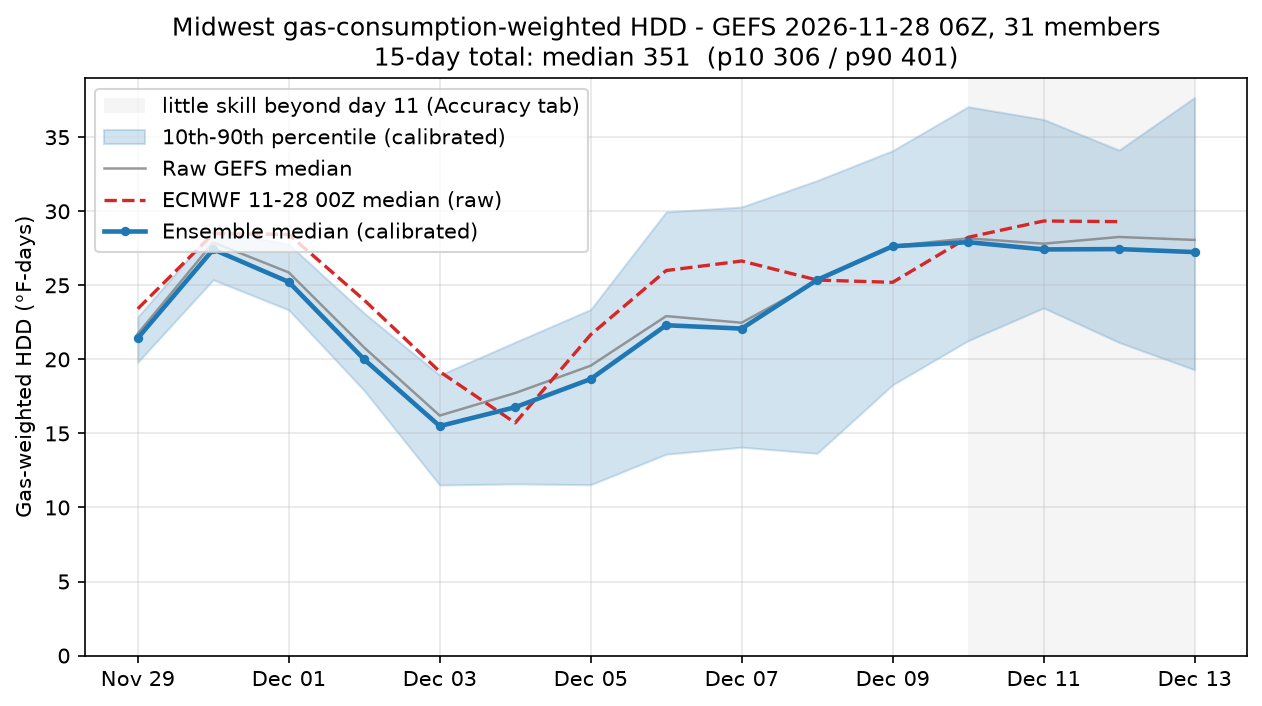 Midwest gas-consumption-weighted HDD - GEFS 2026-11-28 06Z, 31 members
15-day total: median 351  (p10 306 / p90 401)
little skill beyond day 11 (Accuracy tab)
10th-90th percentile (calibrated)
Raw GEFS median
ECMWF 11-28 00Z median (raw)
Ensemble median (calibrated)
Gas-weighted HDD (°F-days)
35
30
25
20
15
10
5
0
Nov 29
Dec 01
Dec 03
Dec 05
Dec 07
Dec 09
Dec 11
Dec 13